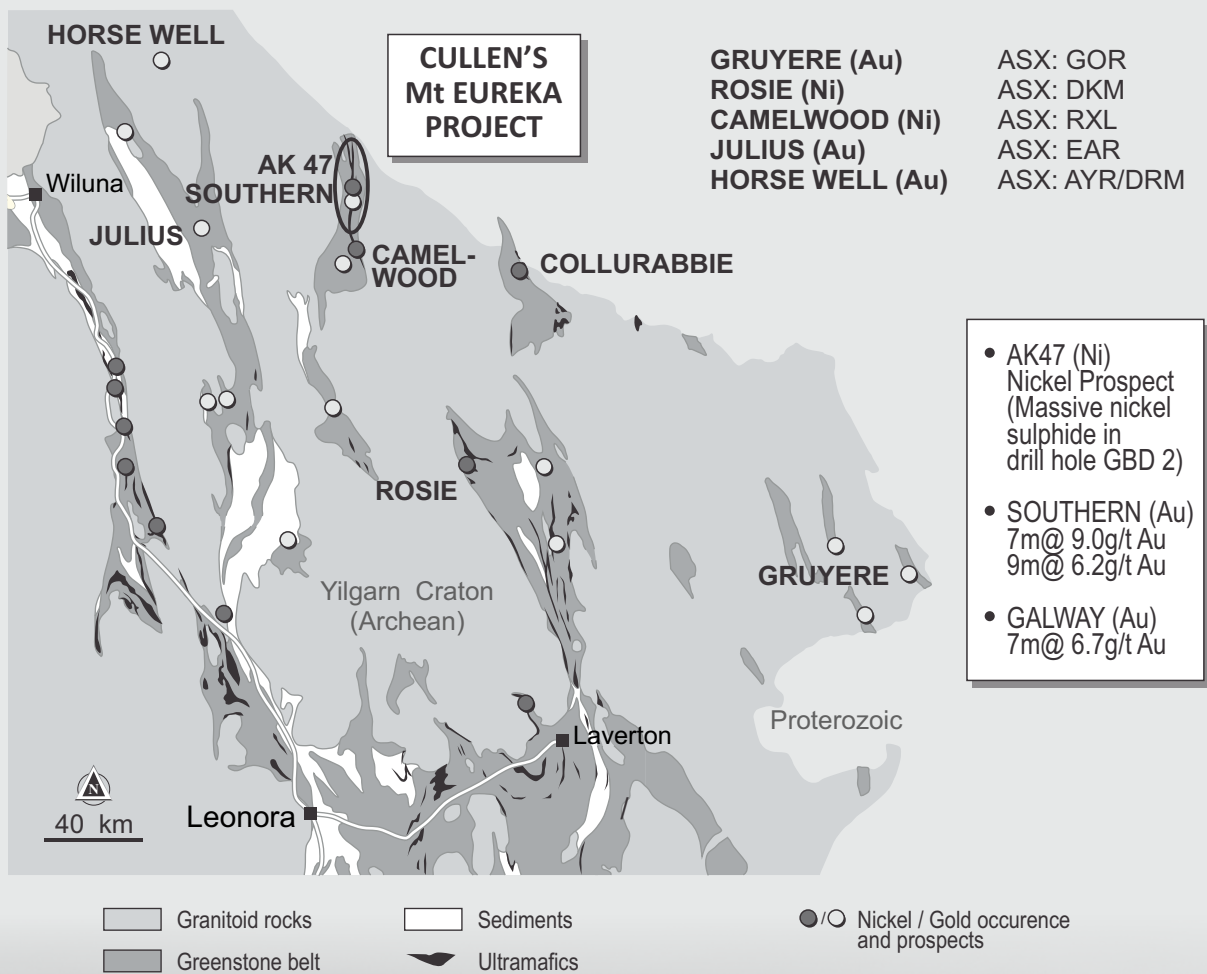 HORSE WELL
CULLEN'S
Mt EUREKA
PROJECT
GRUYERE (Au) ASX: GOR
ROSIE (Ni) ASX: DKM
CAMELWOOD (Ni) ASX: RXL
JULIUS (Au) ASX: EAR
HORSE WELL (Au) ASX: AYR/DRM
AK 47
SOUTHERN
Wiluna
JULIUS
CAMEL-
WOOD
COLLURABBIE
• AK47 (Ni)
Nickel Prospect
(Massive nickel
sulphide in
drill hole GBD 2)
• SOUTHERN (Au)
7m@ 9.0g/t Au
9m@ 6.2g/t Au
• GALWAY (Au)
7m@ 6.7g/t Au
ROSIE
GRUYERE
Yilgarn Craton
(Archean)
Proterozoic
Laverton
N
40 km
Leonora
Granitoid rocks
Greenstone belt
Sediments
Ultramafics
/ Nickel / Gold occurence
and prospects